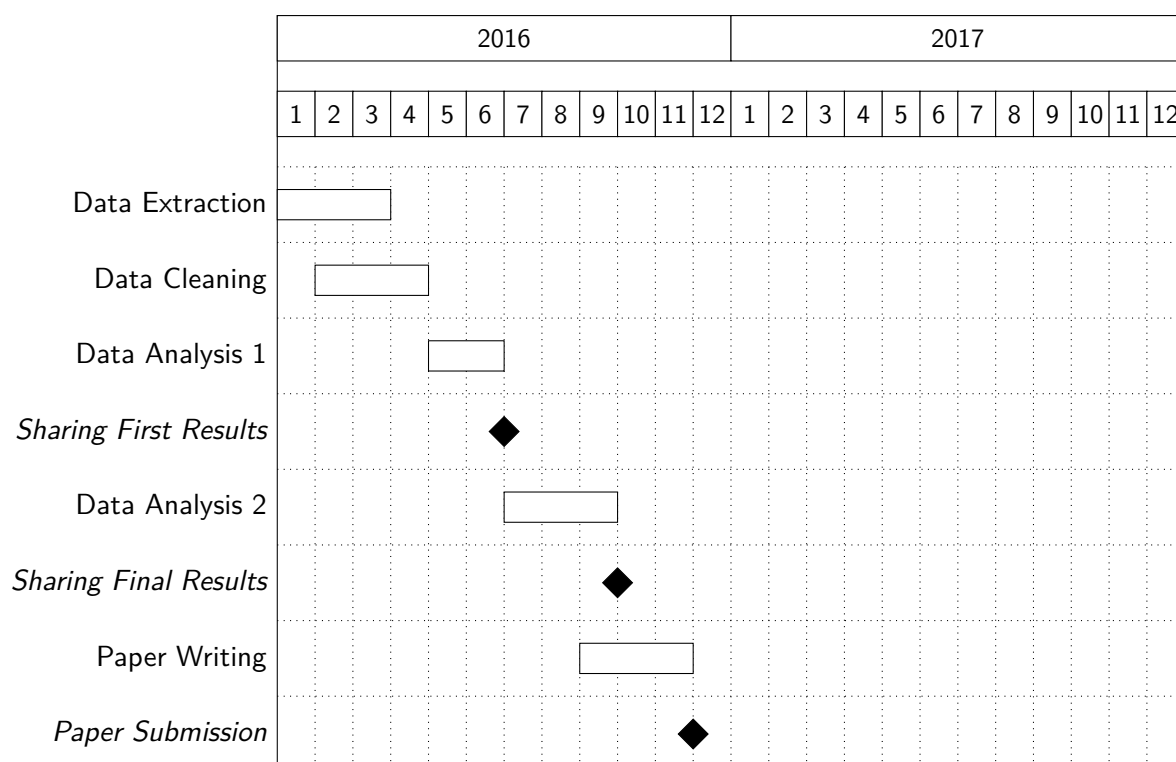 2016 2017
1 2 3 4 5 6 7 8 9 10 11 12 1 2 3 4 5 6 7 8 9 10 11 12
Data Extraction
Data Cleaning
Data Analysis 1
Sharing First Results
Data Analysis 2
Sharing Final Results
Paper Writing
Paper Submission